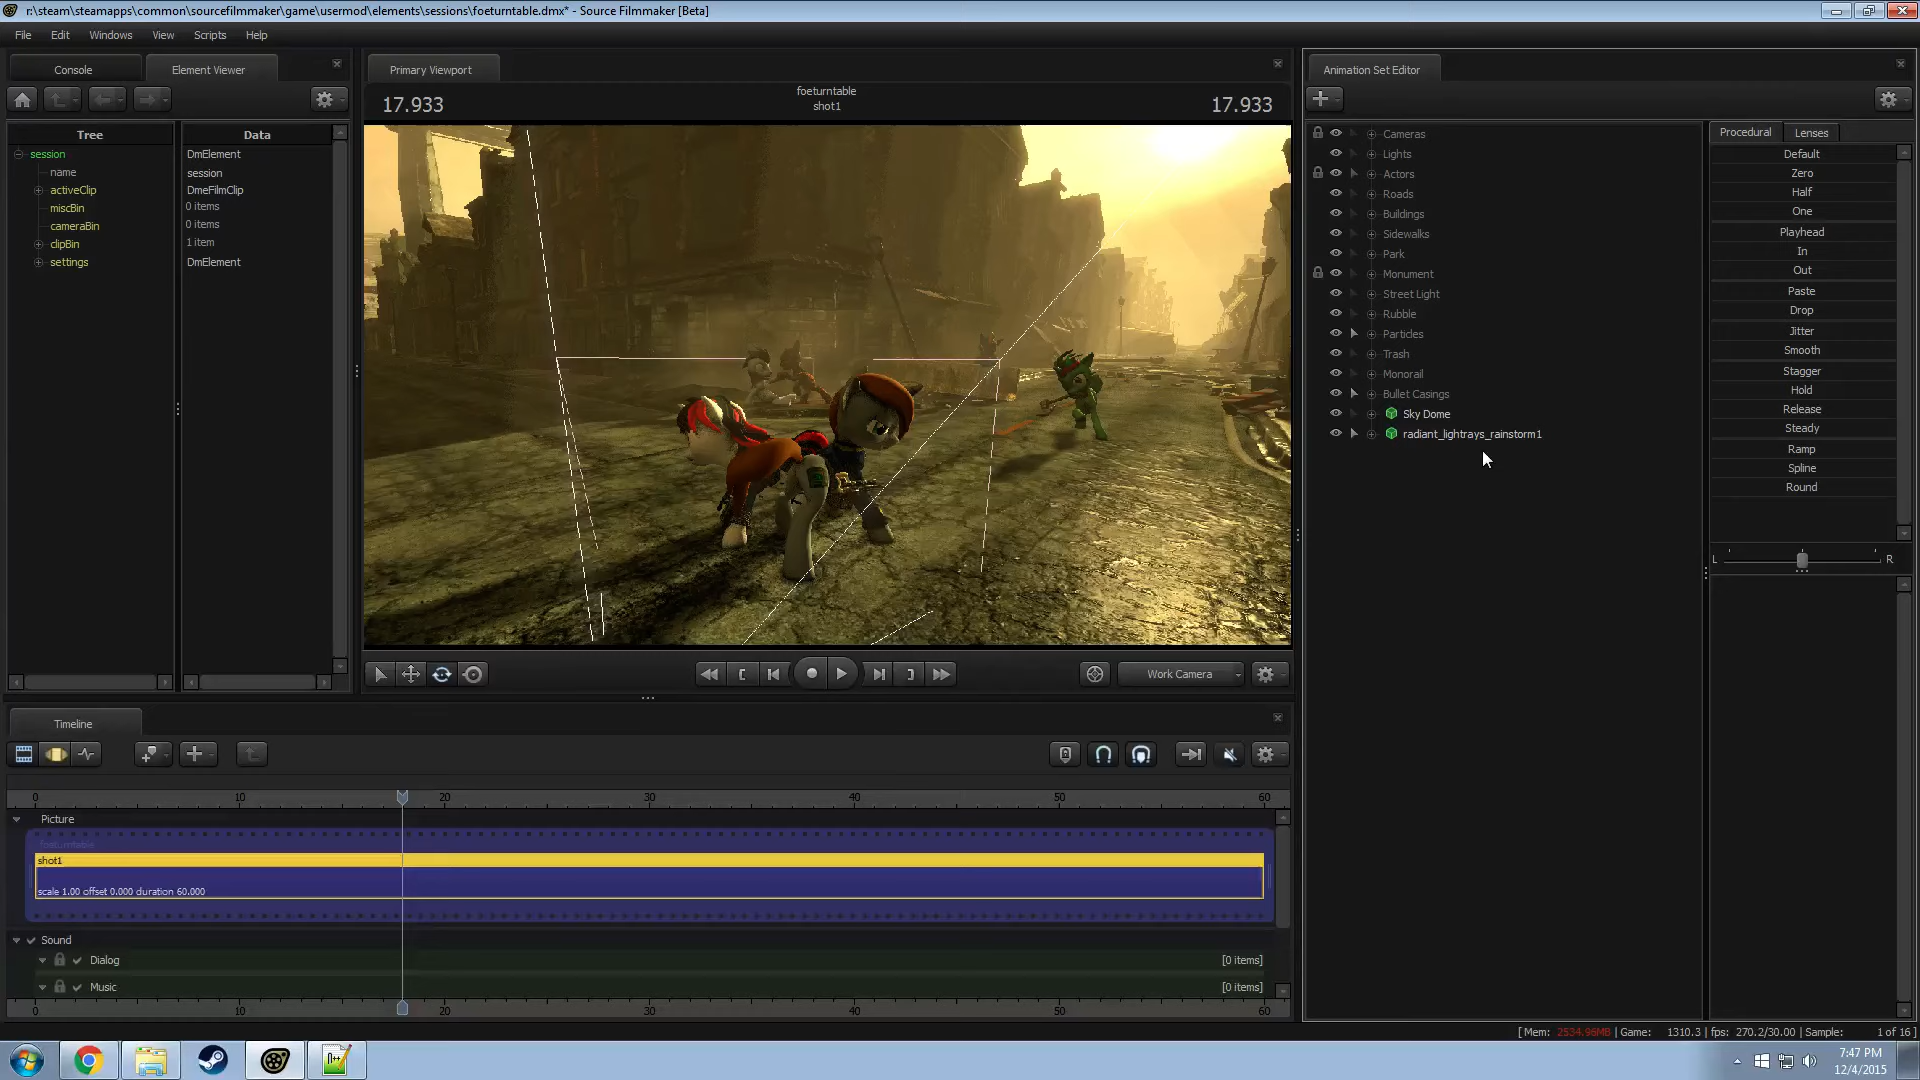 r:\steam\steamapps\common\sourcefilmmaker\game\usermod\elements\sessions\foeturntable.dmx* - Source Filmmaker [Beta]
File Edit Windows View Scripts Help
Console Element Viewer
Tree Data
session DmElement
name session
activeClip DmeFilmClip
miscBin 0 items
cameraBin 0 items
clipBin 1 item
settings DmElement
Primary Viewport
17.933 foeturntable 17.933
shot1
Work Camera
Animation Set Editor
Cameras
Lights
Actors
Roads
Buildings
Sidewalks
Park
Monument
Street Light
Rubble
Particles
Trash
Monorail
Bullet Casings
Sky Dome
radiant_lightrays_rainstorm1
Procedural Lenses
Default
Zero
Half
One
Playhead
In
Out
Paste
Drop
Jitter
Smooth
Stagger
Hold
Release
Steady
Ramp
Spline
Round
L R
Timeline
0 10 20 30 40 50 60
Picture
foeturntable
shot1
scale 1.00 offset 0.000 duration 60.000
Sound
Dialog [0 items]
Music [0 items]
0 10 20 30 40 50 60
[ Mem: 2534.96MB | Game: 1310.3 | fps: 270.2/30.00 | Sample: 1 of 16 ]
7:47 PM
12/4/2015